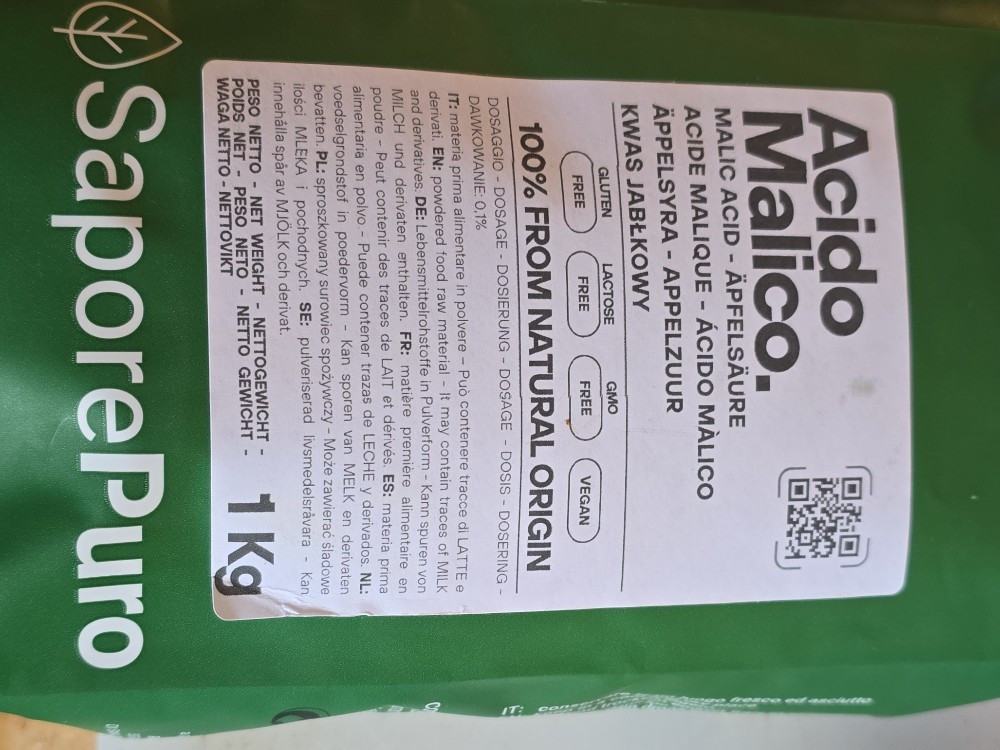 Acido
Malico.
MALIC ACID - ÄPFELSÄURE
ACIDE MALIQUE - ÁCIDO MÀLICO
ÄPPELSYRA - APPELZUUR
KWAS JABŁKOWY
GLUTEN LACTOSE GMO
FREE FREE FREE VEGAN
100% FROM NATURAL ORIGIN
DOSAGGIO - DOSAGE - DOSIERUNG - DOSAGE - DOSIS - DOSERING -
DAWKOWANIE: 0,1%
IT: materia prima alimentare in polvere – Può contenere tracce di LATTE e
derivati. EN: powdered food raw material - It may contain traces of MILK
and derivatives. DE: Lebensmittelrohstoffe in Pulverform - Kann spuren von
MILCH und derivaten enthalten. FR: matière première alimentaire en
poudre – Peut contenir des traces de LAIT et dérivés. ES: materia prima
alimentaria en polvo – Puede contener trazas de LECHE y derivados. NL:
voedselgrondstof in poedervorm – Kan sporen van MELK en derivaten
bevatten. PL: sproszkowany surowiec spożywczy – Może zawierać śladowe
ilości MLEKA i pochodnych. SE: pulveriserad livsmedelsråvara - Kan
innehålla spår av MJÖLK och derivat.
PESO NETTO - NET WEIGHT - NETTOGEWICHT -
POIDS NET - PESO NETO - NETTO GEWICHT -
WAGA NETTO - NETTOVIKT
1 Kg
SaporePuro
IT:
fresco ed asciutto